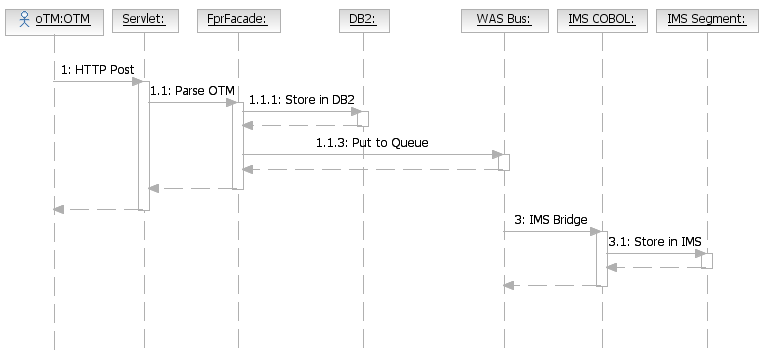 oTM:OTM
Servlet:
FprFacade:
DB2:
WAS Bus:
IMS COBOL:
IMS Segment:
1: HTTP Post
1.1: Parse OTM
1.1.1: Store in DB2
1.1.3: Put to Queue
3: IMS Bridge
3.1: Store in IMS